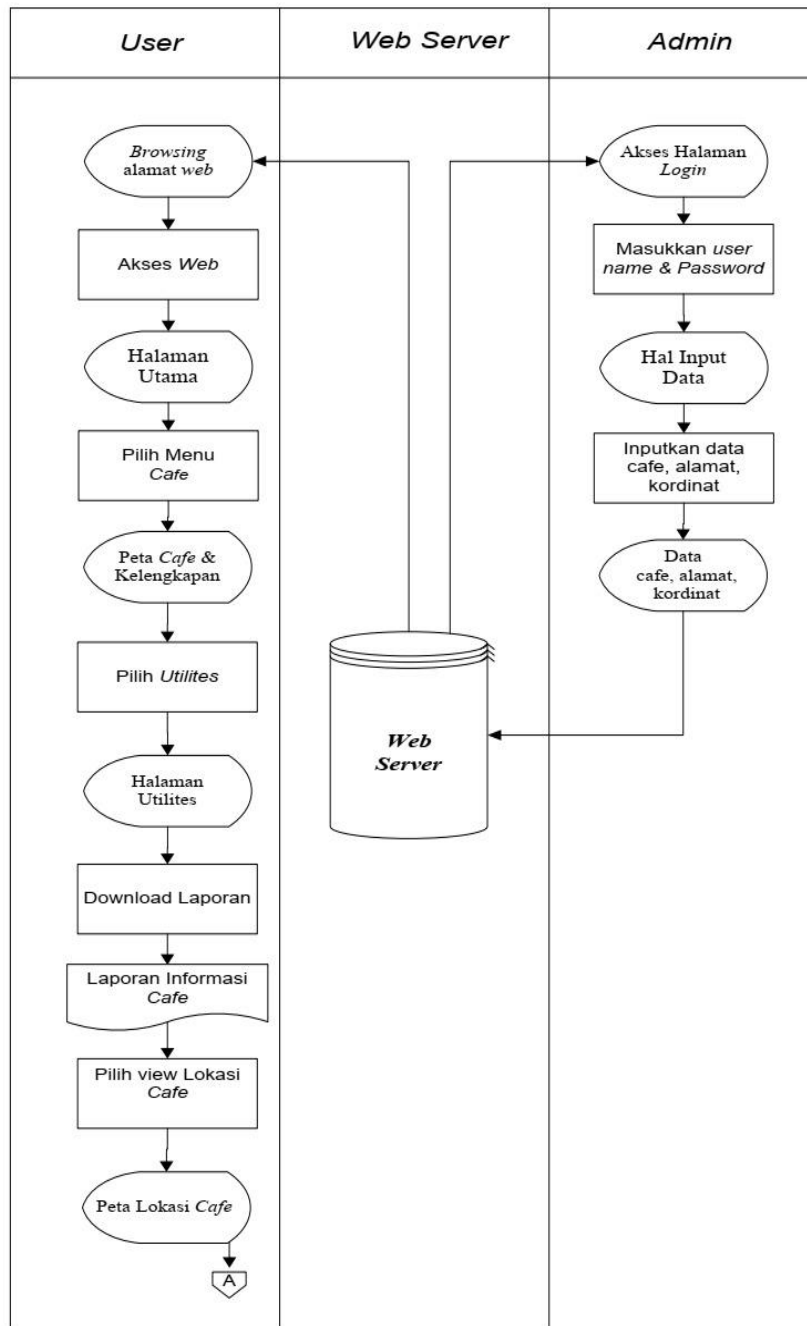 User
Web Server
Admin
Browsing
alamat web
Akses Web
Halaman
Utama
Pilih Menu
Cafe
Peta Cafe &
Kelengkapan
Pilih Utilites
Halaman
Utilites
Download Laporan
Laporan Informasi
Cafe
Pilih view Lokasi
Cafe
Peta Lokasi Cafe
A
Web
Server
Akses Halaman
Login
Masukkan user
name & Password
Hal Input
Data
Inputkan data
cafe, alamat,
kordinat
Data
cafe, alamat,
kordinat